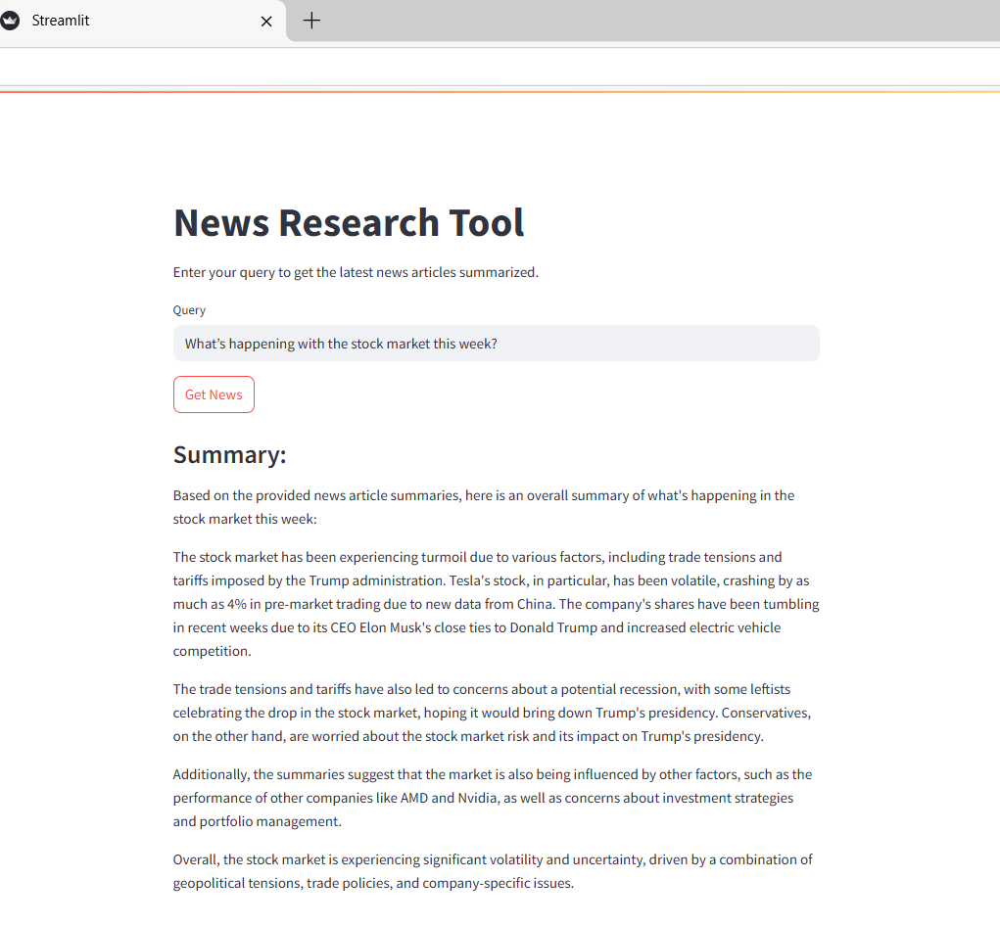 Streamlit
News Research Tool
Enter your query to get the latest news articles summarized.
Query
What’s happening with the stock market this week?
Get News
Summary:
Based on the provided news article summaries, here is an overall summary of what's happening in the
stock market this week:
The stock market has been experiencing turmoil due to various factors, including trade tensions and
tariffs imposed by the Trump administration. Tesla's stock, in particular, has been volatile, crashing by as
much as 4% in pre-market trading due to new data from China. The company's shares have been tumbling
in recent weeks due to its CEO Elon Musk's close ties to Donald Trump and increased electric vehicle
competition.
The trade tensions and tariffs have also led to concerns about a potential recession, with some leftists
celebrating the drop in the stock market, hoping it would bring down Trump's presidency. Conservatives,
on the other hand, are worried about the stock market risk and its impact on Trump's presidency.
Additionally, the summaries suggest that the market is also being influenced by other factors, such as the
performance of other companies like AMD and Nvidia, as well as concerns about investment strategies
and portfolio management.
Overall, the stock market is experiencing significant volatility and uncertainty, driven by a combination of
geopolitical tensions, trade policies, and company-specific issues.